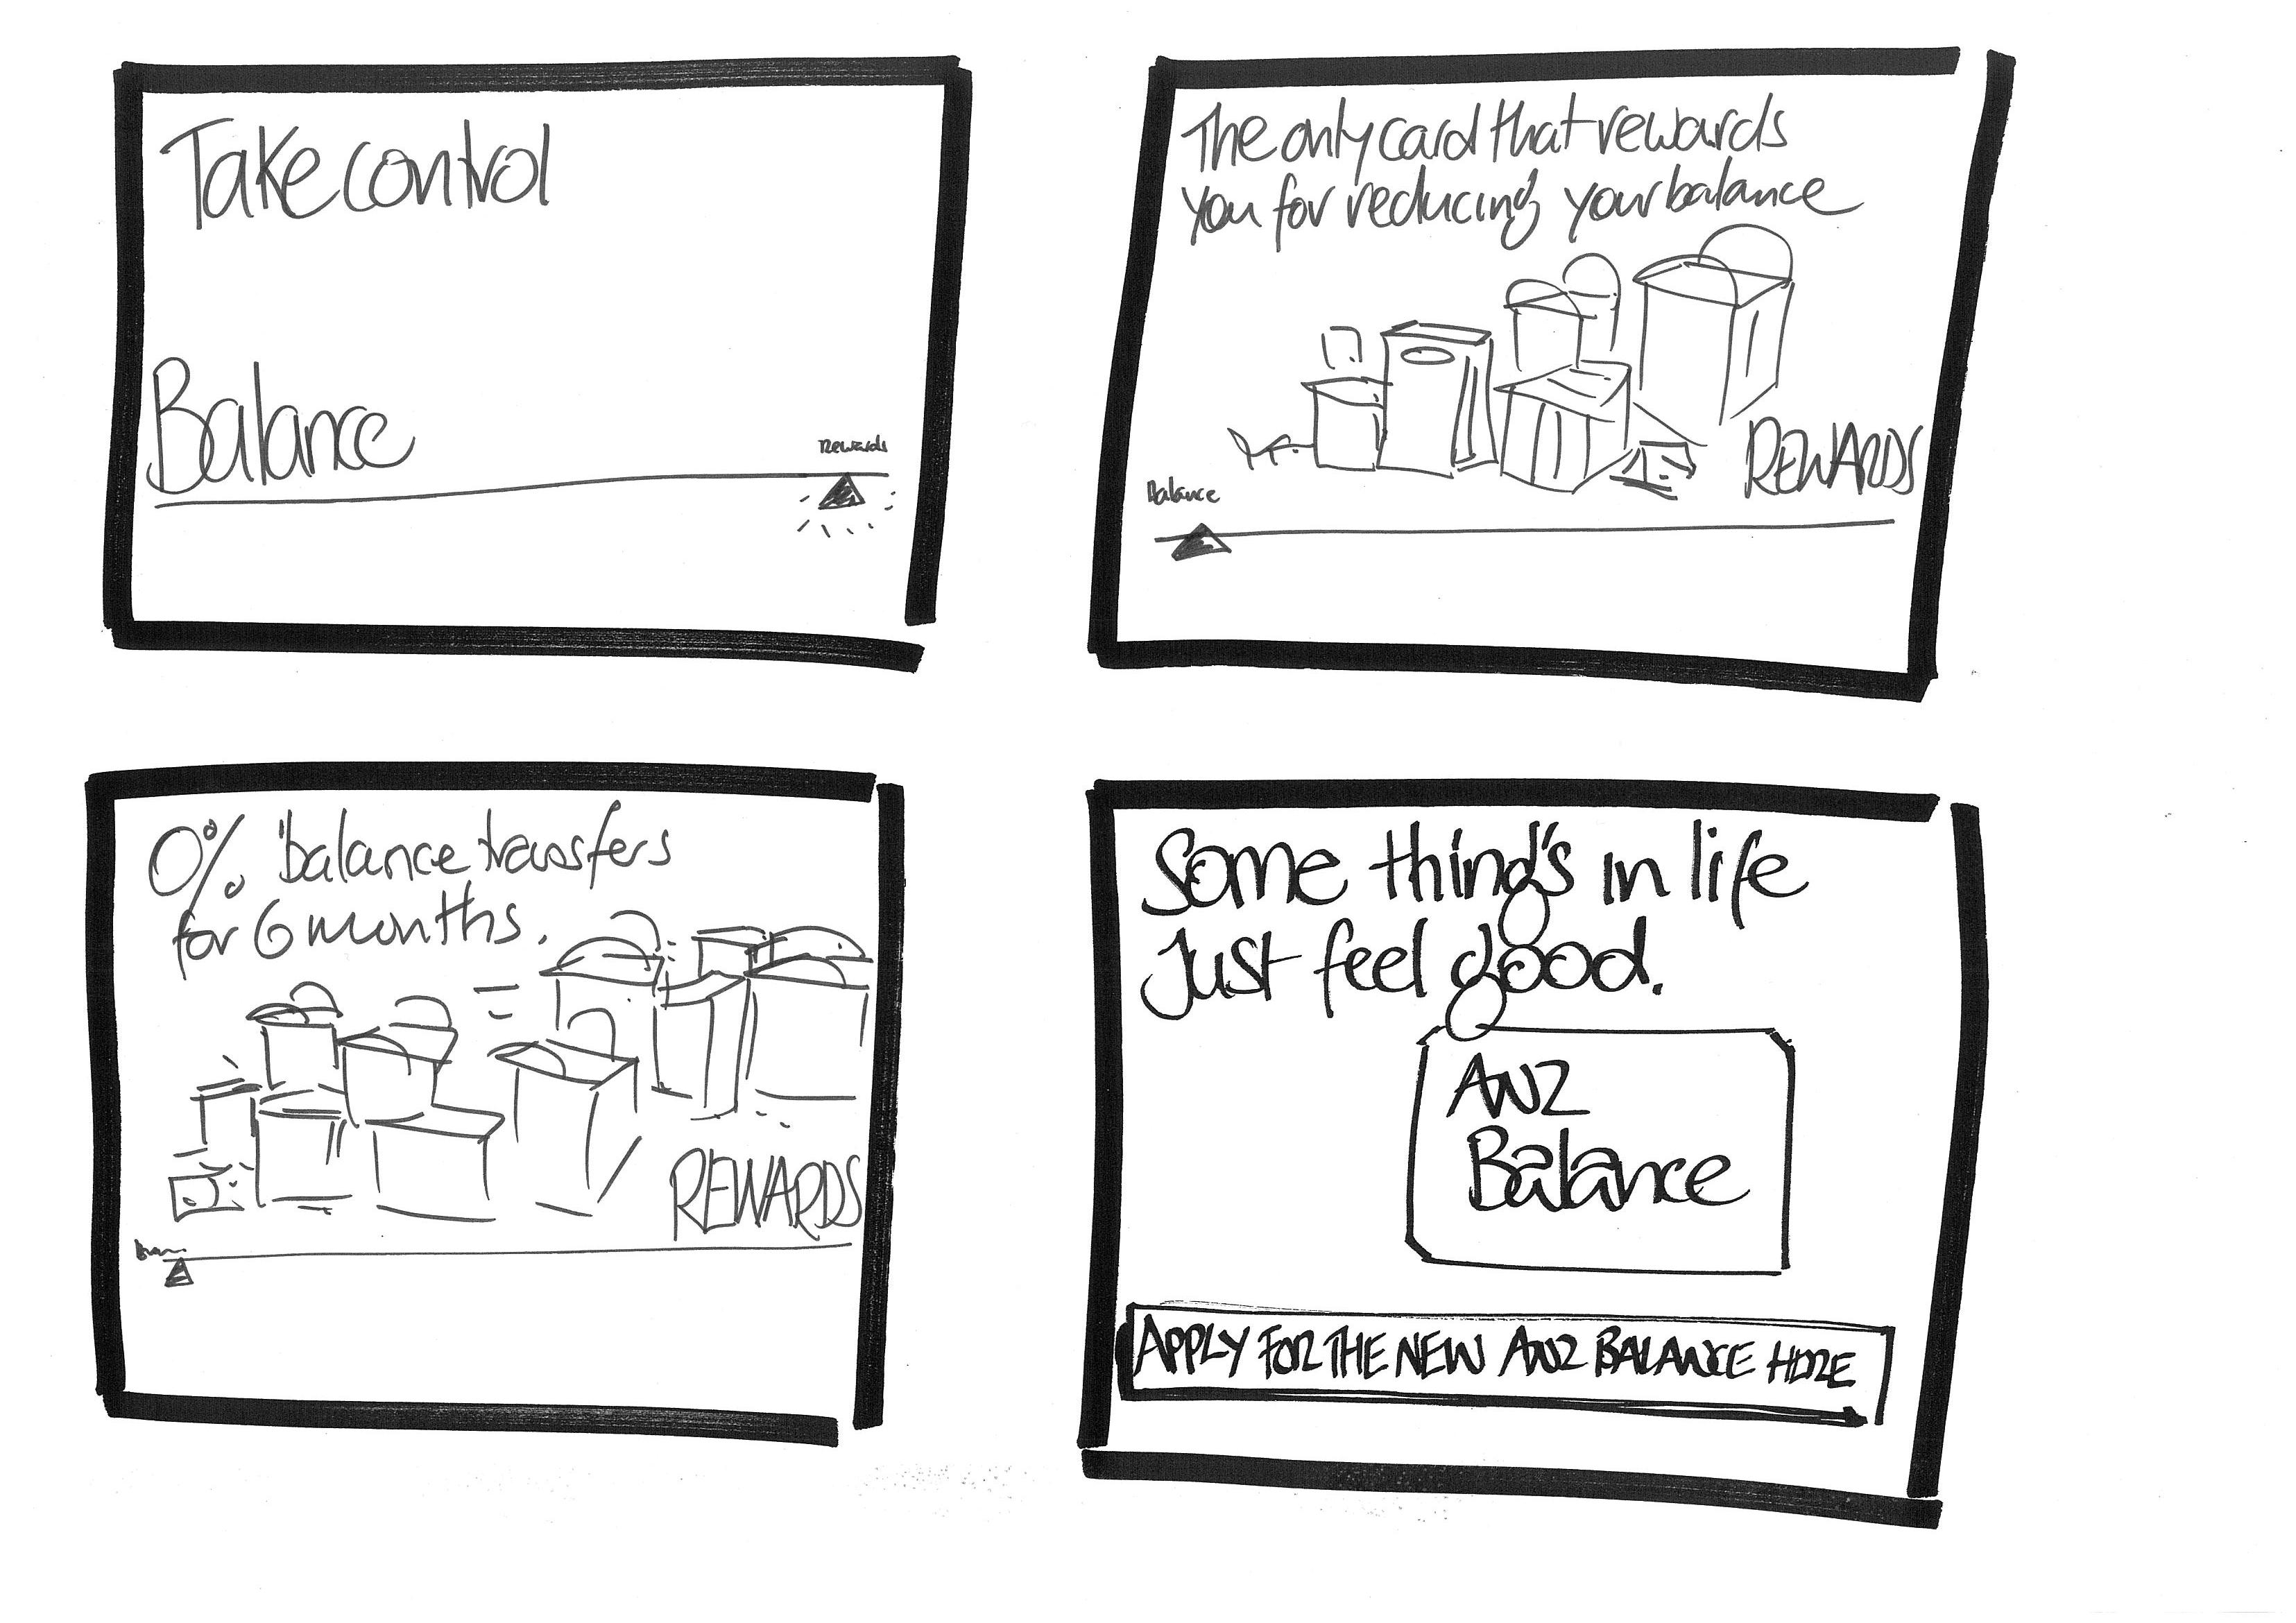 Take control
Balance
Rewards
The only card that rewards
you for reducing your balance
REWARDS
Balance
0% balance transfers
for 6 months.
REWARDS
Some thing's in life
Just feel good.
ANZ
Balance
APPLY FOR THE NEW ANZ BALANCE HERE